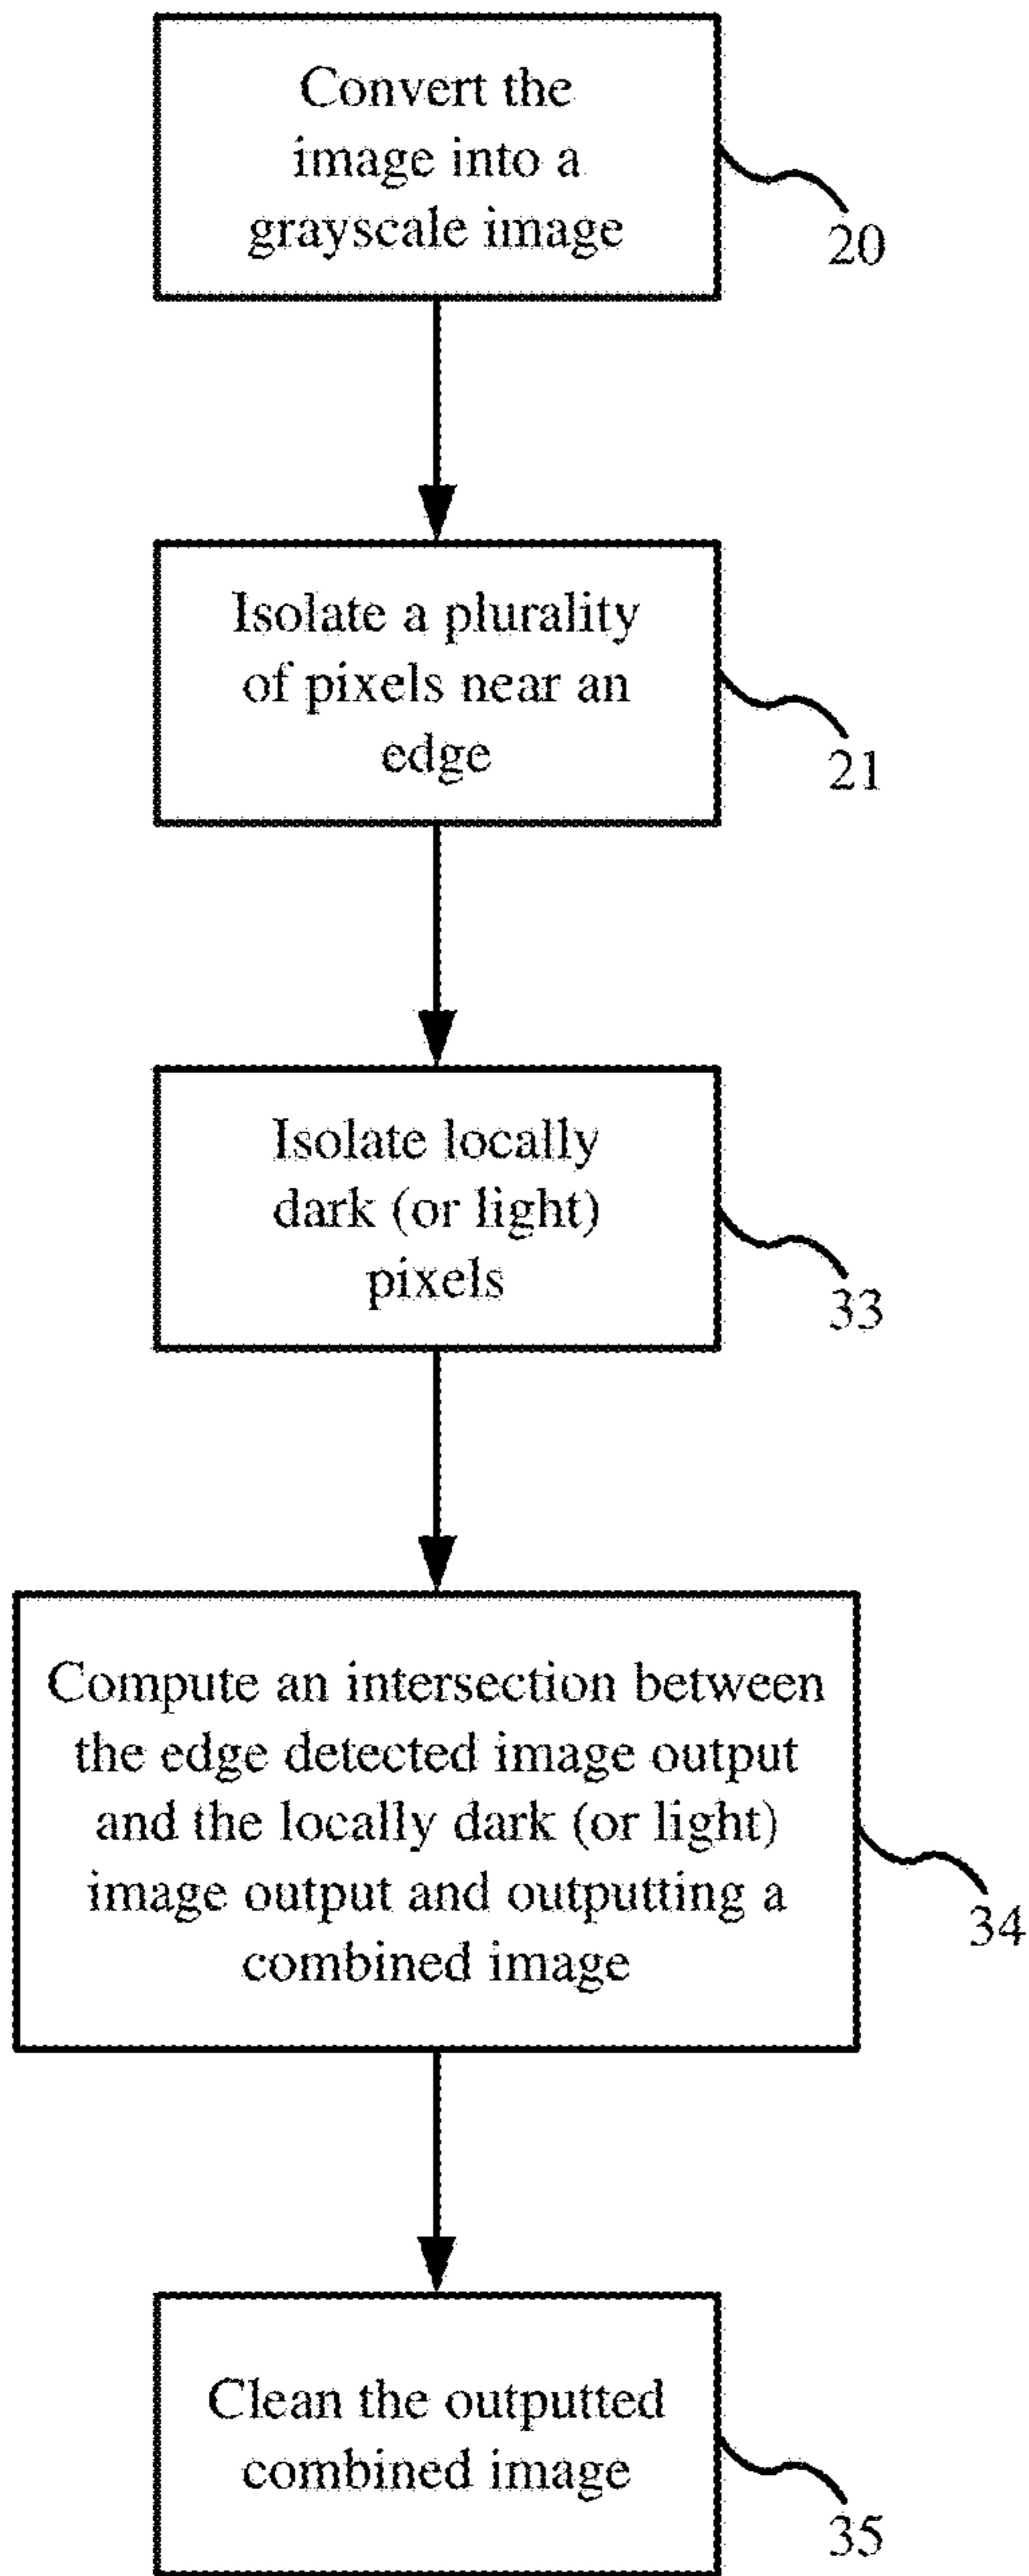 Convert the
image into a
grayscale image
20
Isolate a plurality
of pixels near an
edge
21
Isolate locally
dark (or light)
pixels
33
Compute an intersection between
the edge detected image output
and the locally dark (or light)
image output and outputting a
combined image
34
Clean the outputted
combined image
35